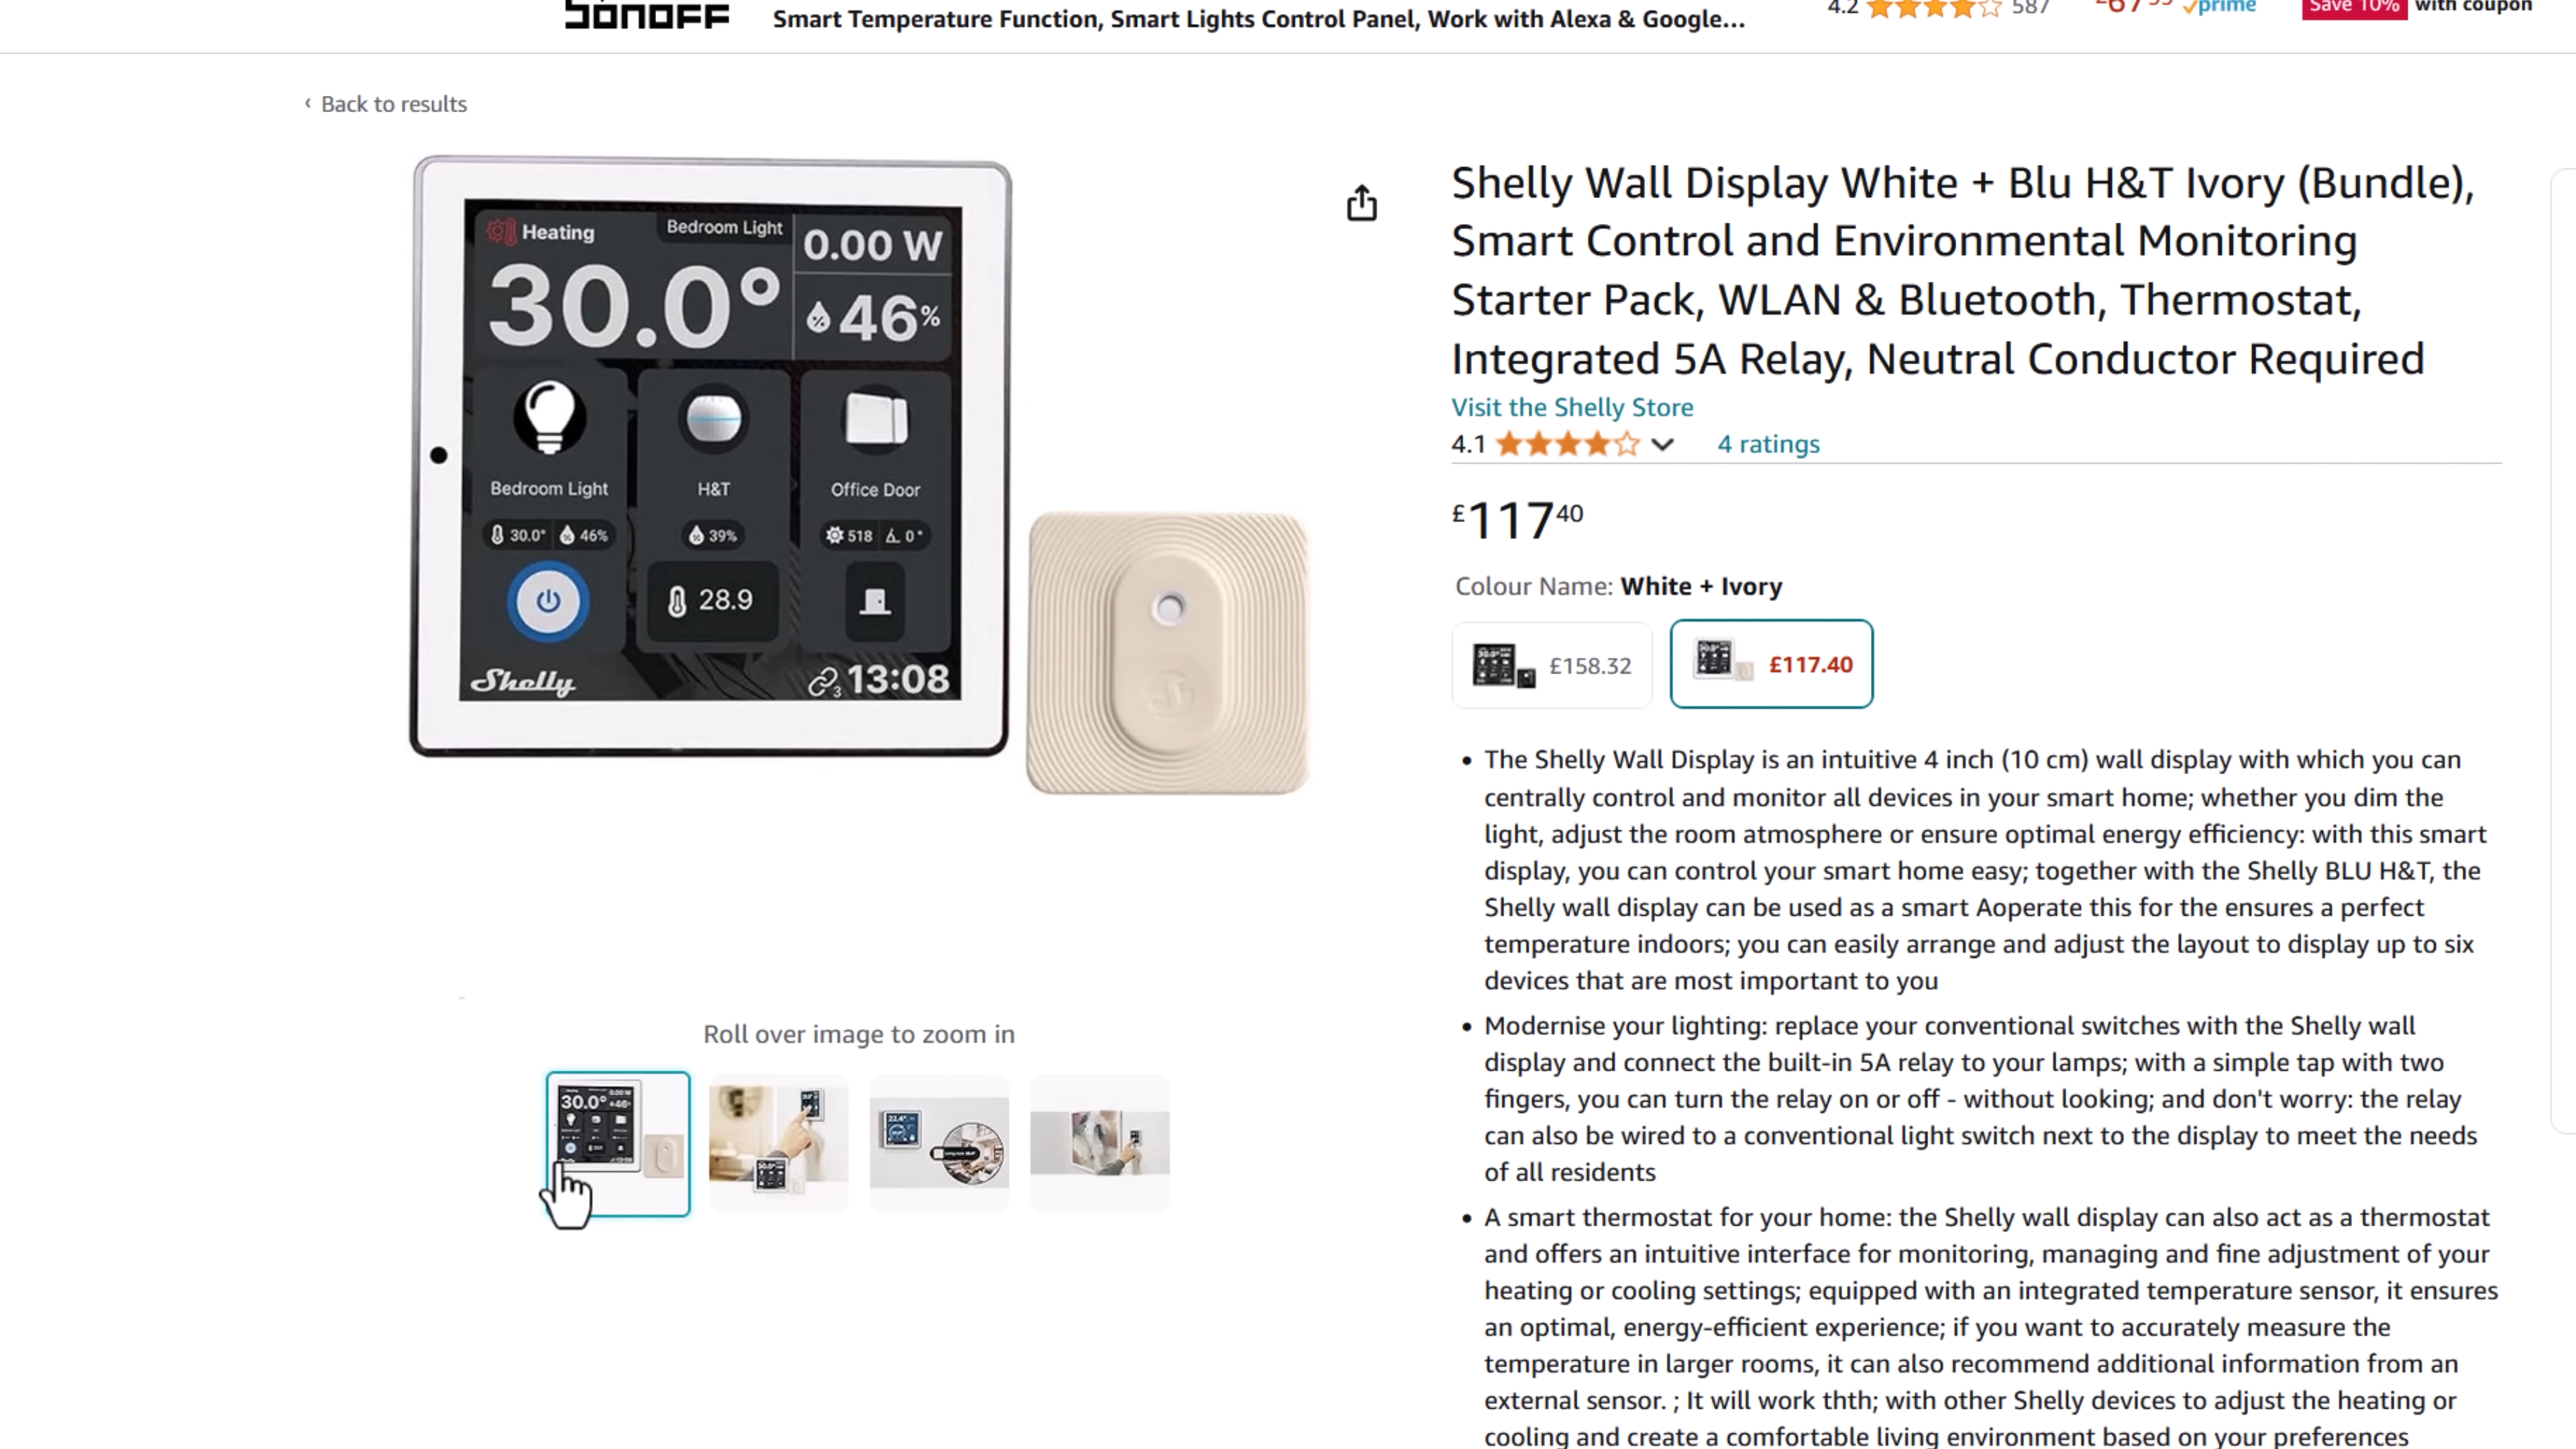 SONOFF
Smart Temperature Function, Smart Lights Control Panel, Work with Alexa & Google...
4.2 587
prime
Save 10% with coupon
‹ Back to results
Heating
Bedroom Light
0.00 W
30.0°
46%
Bedroom Light
H&T
Office Door
30.0° 46%
39%
518 0°
28.9
Shelly
3 13:08
Shelly Wall Display White + Blu H&T Ivory (Bundle),
Smart Control and Environmental Monitoring
Starter Pack, WLAN & Bluetooth, Thermostat,
Integrated 5A Relay, Neutral Conductor Required
Visit the Shelly Store
4.1 4 ratings
£117.40
Colour Name: White + Ivory
£158.32
£117.40
• The Shelly Wall Display is an intuitive 4 inch (10 cm) wall display with which you can
centrally control and monitor all devices in your smart home; whether you dim the
light, adjust the room atmosphere or ensure optimal energy efficiency: with this smart
display, you can control your smart home easy; together with the Shelly BLU H&T, the
Shelly wall display can be used as a smart Aoperate this for the ensures a perfect
temperature indoors; you can easily arrange and adjust the layout to display up to six
devices that are most important to you
• Modernise your lighting: replace your conventional switches with the Shelly wall
display and connect the built-in 5A relay to your lamps; with a simple tap with two
fingers, you can turn the relay on or off - without looking; and don't worry: the relay
can also be wired to a conventional light switch next to the display to meet the needs
of all residents
• A smart thermostat for your home: the Shelly wall display can also act as a thermostat
and offers an intuitive interface for monitoring, managing and fine adjustment of your
heating or cooling settings; equipped with an integrated temperature sensor, it ensures
an optimal, energy-efficient experience; if you want to accurately measure the
temperature in larger rooms, it can also recommend additional information from an
external sensor. ; It will work thth; with other Shelly devices to adjust the heating or
cooling and create a comfortable living environment based on your preferences
Roll over image to zoom in
30.0°